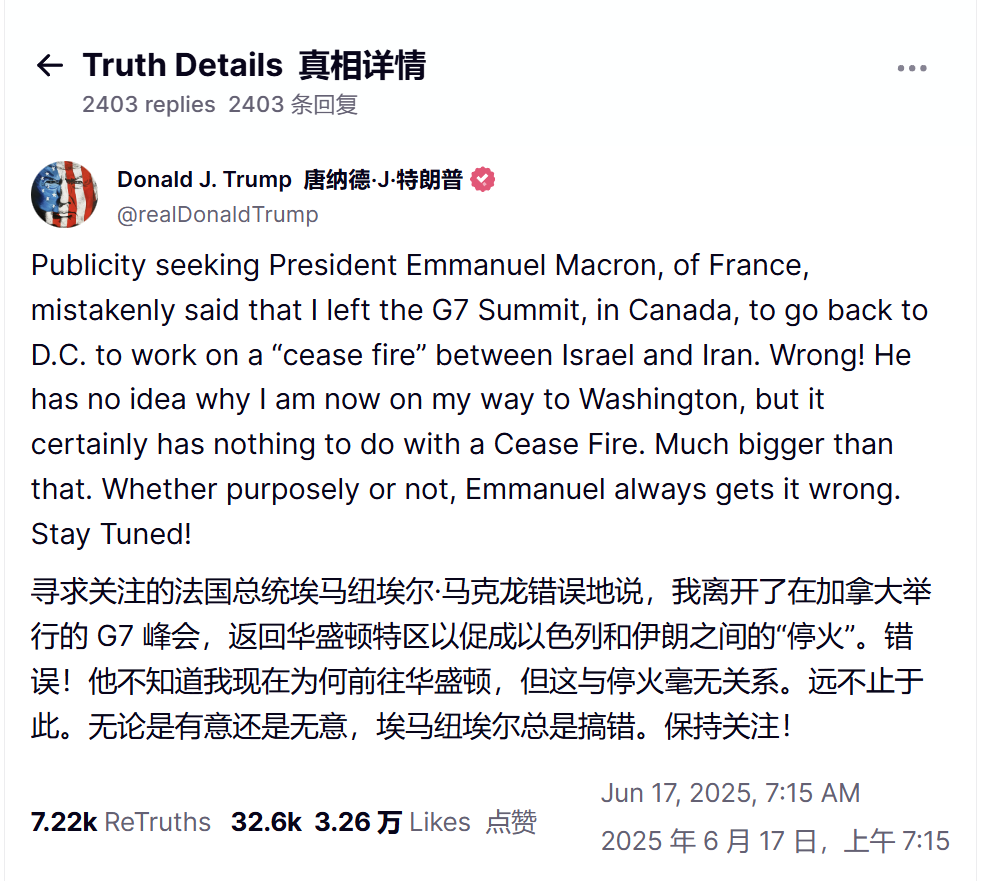 Truth Details 真相详情
2403 replies 2403 条回复
Donald J. Trump 唐纳德·J·特朗普
@realDonaldTrump
Publicity seeking President Emmanuel Macron, of France,
mistakenly said that I left the G7 Summit, in Canada, to go back to
D.C. to work on a “cease fire” between Israel and Iran. Wrong! He
has no idea why I am now on my way to Washington, but it
certainly has nothing to do with a Cease Fire. Much bigger than
that. Whether purposely or not, Emmanuel always gets it wrong.
Stay Tuned!
寻求关注的法国总统埃马纽埃尔·马克龙错误地说，我离开了在加拿大举
行的 G7 峰会，返回华盛顿特区以促成以色列和伊朗之间的“停火”。错
误！他不知道我现在为何前往华盛顿，但这与停火毫无关系。远不止于
此。无论是有意还是无意，埃马纽埃尔总是搞错。保持关注！
7.22k ReTruths 32.6k 3.26 万 Likes 点赞
Jun 17, 2025, 7:15 AM
2025 年 6 月 17 日，上午 7:15